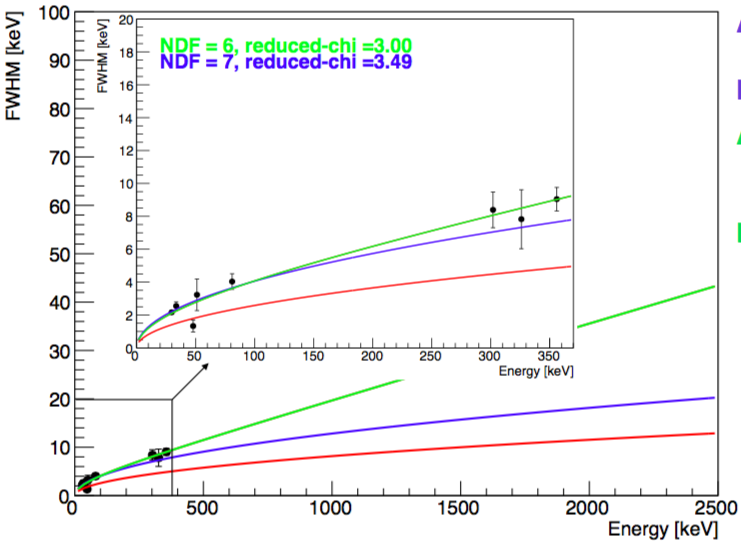 FWHM [keV]
100
90
80
70
60
50
40
30
20
10
0
FWHM [keV]
20
18
16
14
12
10
8
6
4
2
0
NDF = 6, reduced-chi =3.00
NDF = 7, reduced-chi =3.49
0 50 100 150 200 250 300 350
Energy [keV]
0 500 1000 1500 2000 2500
Energy [keV]